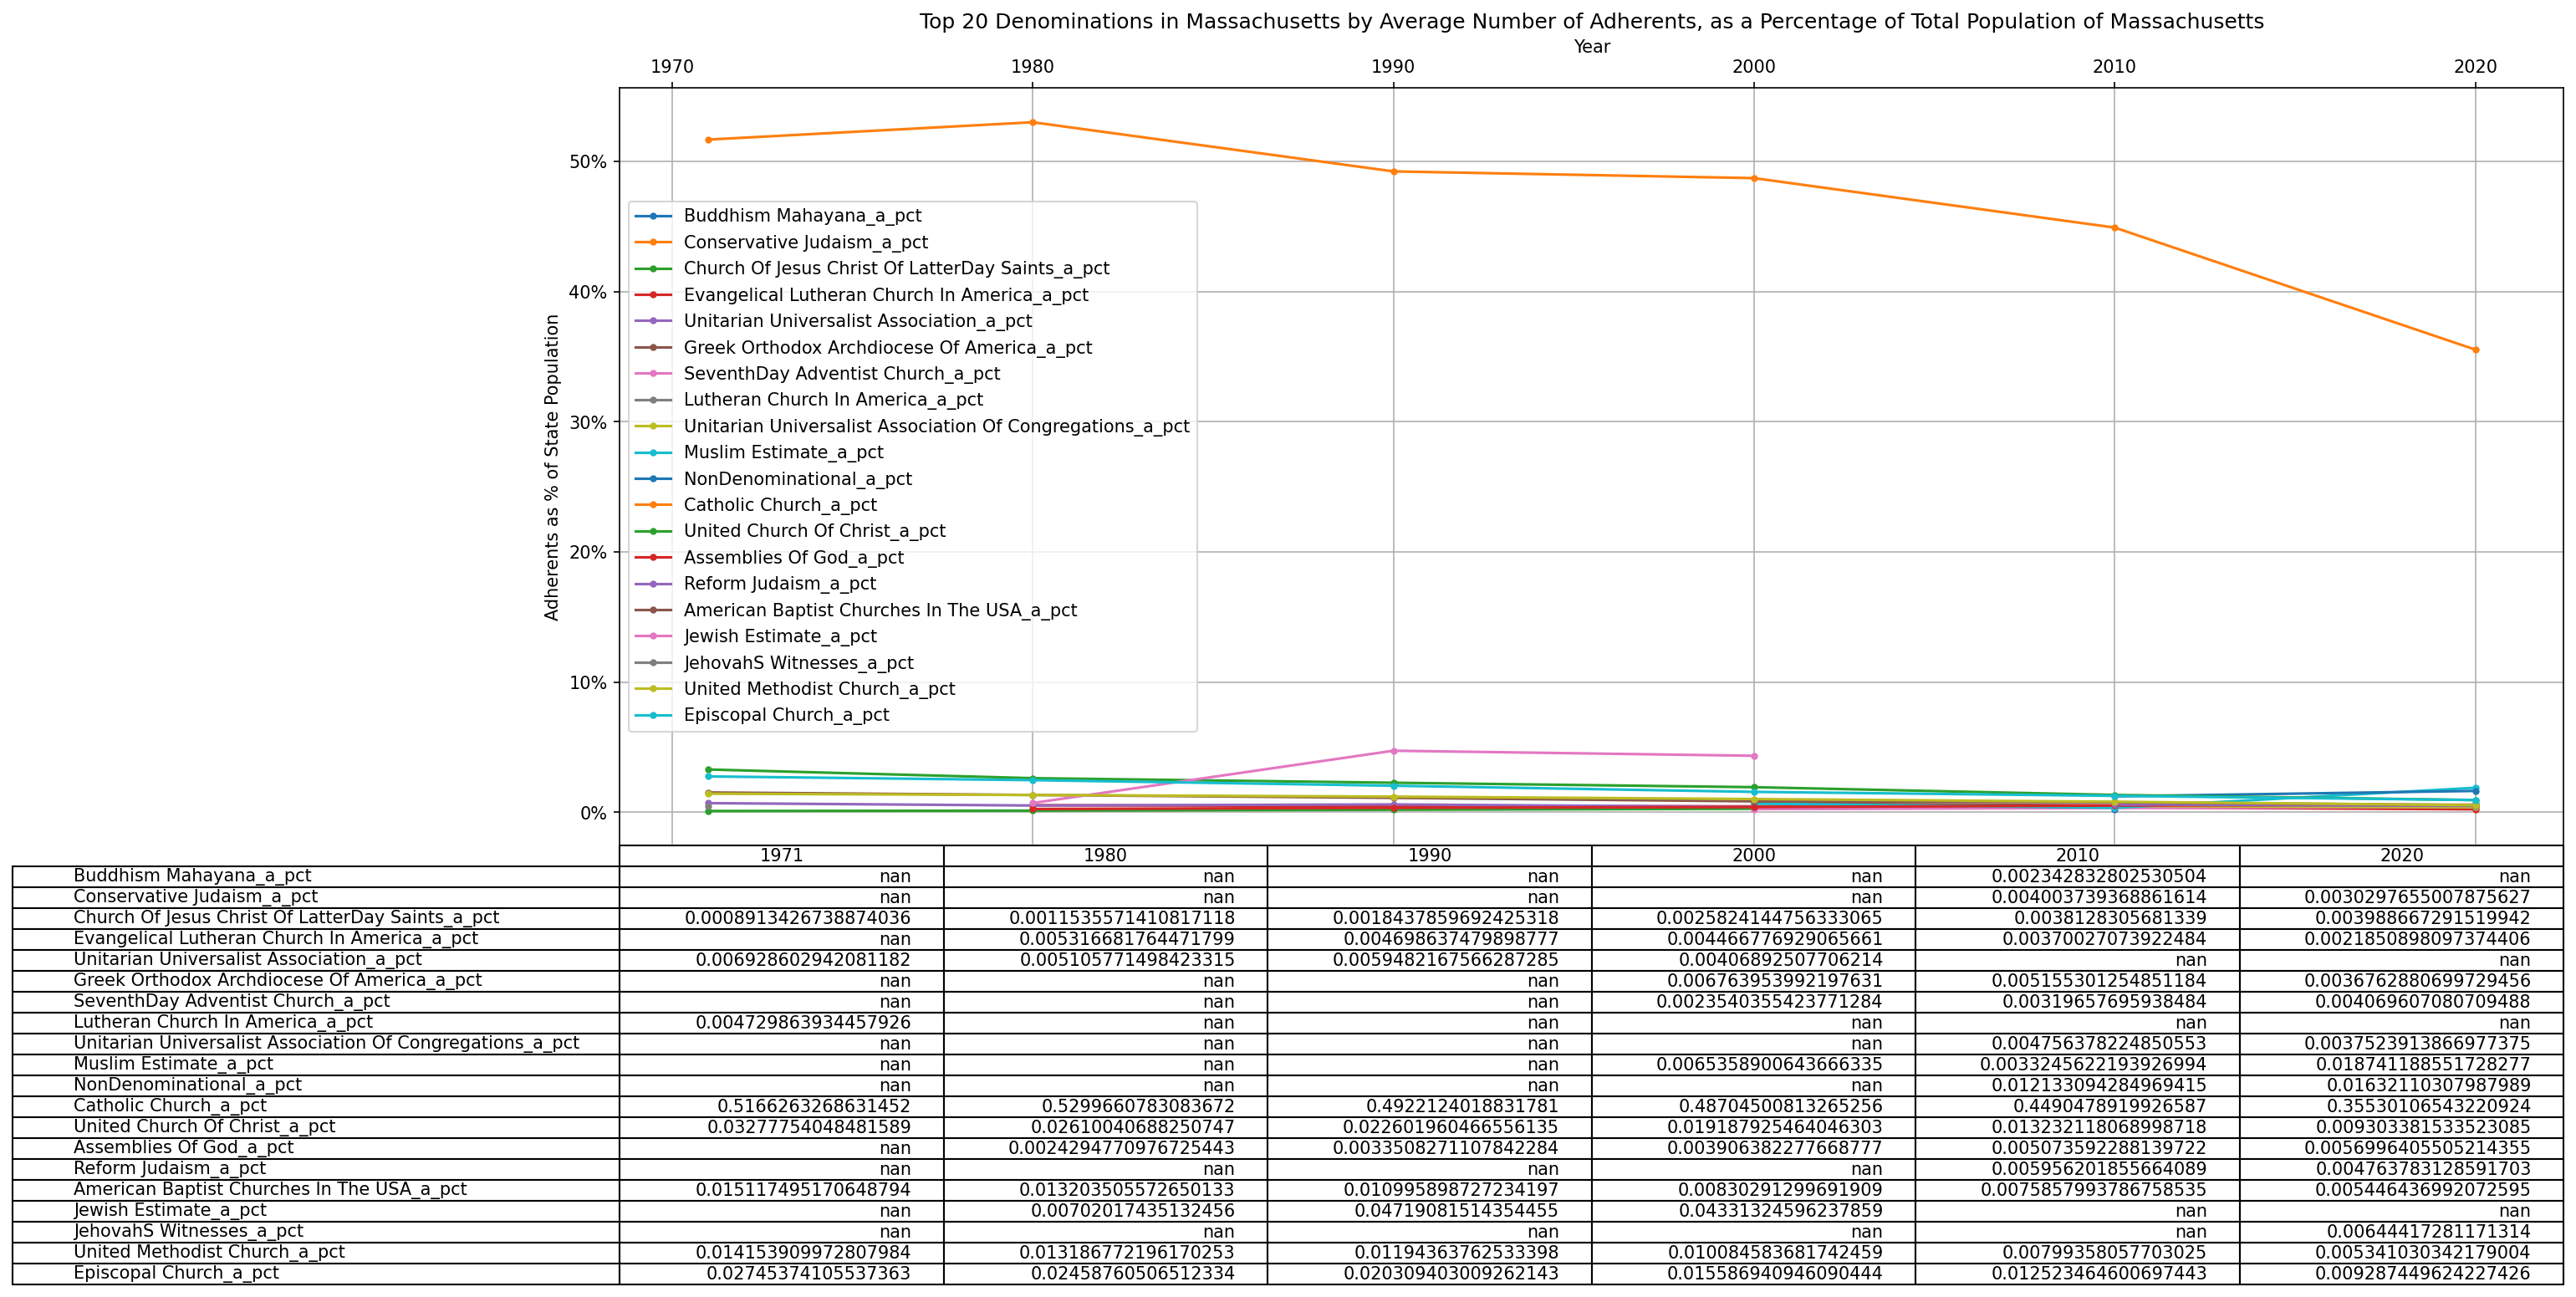 Top 20 Denominations in Massachusetts by Average Number of Adherents, as a Percentage of Total Population of Massachusetts
Year
1970 1980 1990 2000 2010 2020
Adherents as % of State Population
50%
40%
30%
20%
10%
0%
Buddhism Mahayana_a_pct
Conservative Judaism_a_pct
Church Of Jesus Christ Of LatterDay Saints_a_pct
Evangelical Lutheran Church In America_a_pct
Unitarian Universalist Association_a_pct
Greek Orthodox Archdiocese Of America_a_pct
SeventhDay Adventist Church_a_pct
Lutheran Church In America_a_pct
Unitarian Universalist Association Of Congregations_a_pct
Muslim Estimate_a_pct
NonDenominational_a_pct
Catholic Church_a_pct
United Church Of Christ_a_pct
Assemblies Of God_a_pct
Reform Judaism_a_pct
American Baptist Churches In The USA_a_pct
Jewish Estimate_a_pct
JehovahS Witnesses_a_pct
United Methodist Church_a_pct
Episcopal Church_a_pct
1971 1980 1990 2000 2010 2020
Buddhism Mahayana_a_pct nan nan nan nan 0.002342832802530504 nan
Conservative Judaism_a_pct nan nan nan nan 0.004003739368861614 0.0030297655007875627
Church Of Jesus Christ Of LatterDay Saints_a_pct 0.0008913426738874036 0.0011535571410817118 0.0018437859692425318 0.0025824144756333065 0.0038128305681339 0.003988667291519942
Evangelical Lutheran Church In America_a_pct nan 0.005316681764471799 0.004698637479898777 0.004466776929065661 0.00370027073922484 0.0021850898097374406
Unitarian Universalist Association_a_pct 0.006928602942081182 0.005105771498423315 0.0059482167566287285 0.00406892507706214 nan nan
Greek Orthodox Archdiocese Of America_a_pct nan nan nan 0.006763953992197631 0.005155301254851184 0.0036762880699729456
SeventhDay Adventist Church_a_pct nan nan nan 0.0023540355423771284 0.00319657695938484 0.004069607080709488
Lutheran Church In America_a_pct 0.004729863934457926 nan nan nan nan nan
Unitarian Universalist Association Of Congregations_a_pct nan nan nan nan 0.004756378224850553 0.0037523913866977375
Muslim Estimate_a_pct nan nan nan 0.0065358900643666335 0.0033245622193926994 0.018741188551728277
NonDenominational_a_pct nan nan nan nan 0.012133094284969415 0.01632110307987989
Catholic Church_a_pct 0.5166263268631452 0.5299660783083672 0.4922124018831781 0.48704500813265256 0.4490478919926587 0.35530106543220924
United Church Of Christ_a_pct 0.03277754048481589 0.02610040688250747 0.022601960466556135 0.019187925464046303 0.013232118068998718 0.009303381533523085
Assemblies Of God_a_pct nan 0.0024294770976725443 0.0033508271107842284 0.003906382277668777 0.005073592288139722 0.0056996405505214355
Reform Judaism_a_pct nan nan nan nan 0.005956201855664089 0.004763783128591703
American Baptist Churches In The USA_a_pct 0.015117495170648794 0.013203505572650133 0.010995898727234197 0.00830291299691909 0.0075857993786758535 0.005446436992072595
Jewish Estimate_a_pct nan 0.00702017435132456 0.04719081514354455 0.04331324596237859 nan nan
JehovahS Witnesses_a_pct nan nan nan nan nan 0.00644417281171314
United Methodist Church_a_pct 0.014153909972807984 0.013186772196170253 0.01194363762533398 0.010084583681742459 0.00799358057703025 0.005341030342179004
Episcopal Church_a_pct 0.02745374105537363 0.02458760506512334 0.020309403009262143 0.015586940946090444 0.012523464600697443 0.009287449624227426